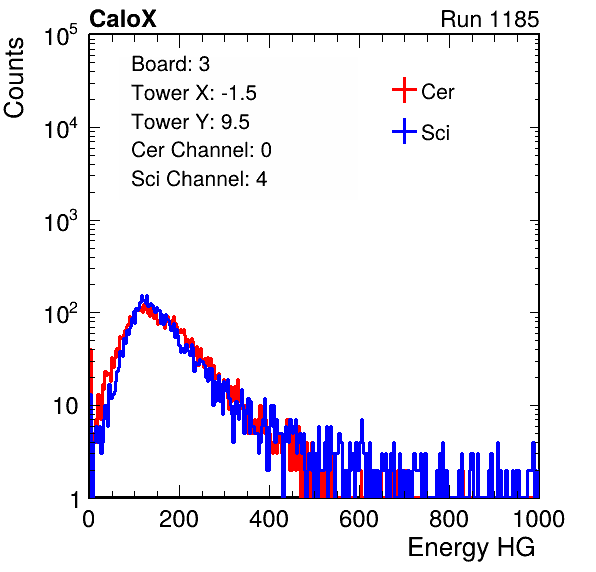 CaloX Run 1185
10^5
Counts
Board: 3
Tower X: -1.5
Tower Y: 9.5
Cer Channel: 0
Sci Channel: 4
Cer
Sci
10^4
10^3
10^2
10
1
0 200 400 600 800 1000
Energy HG